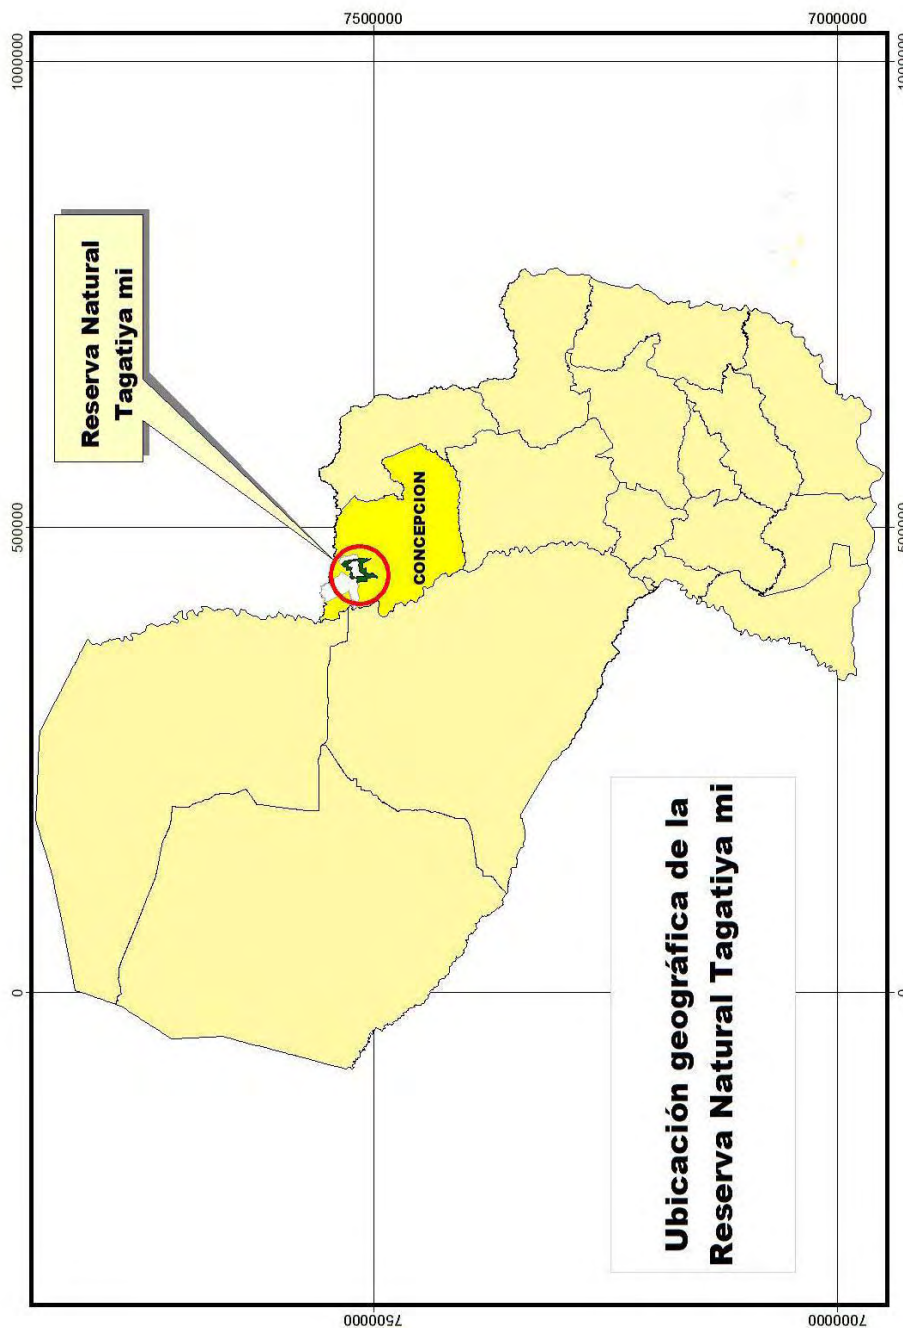 7500000
7000000
1000000
1000000
Reserva Natural
Tagatiya mi
500000
500000
CONCEPCION
0
0
Ubicación geográfica de la
Reserva Natural Tagatiya mi
7500000
7000000